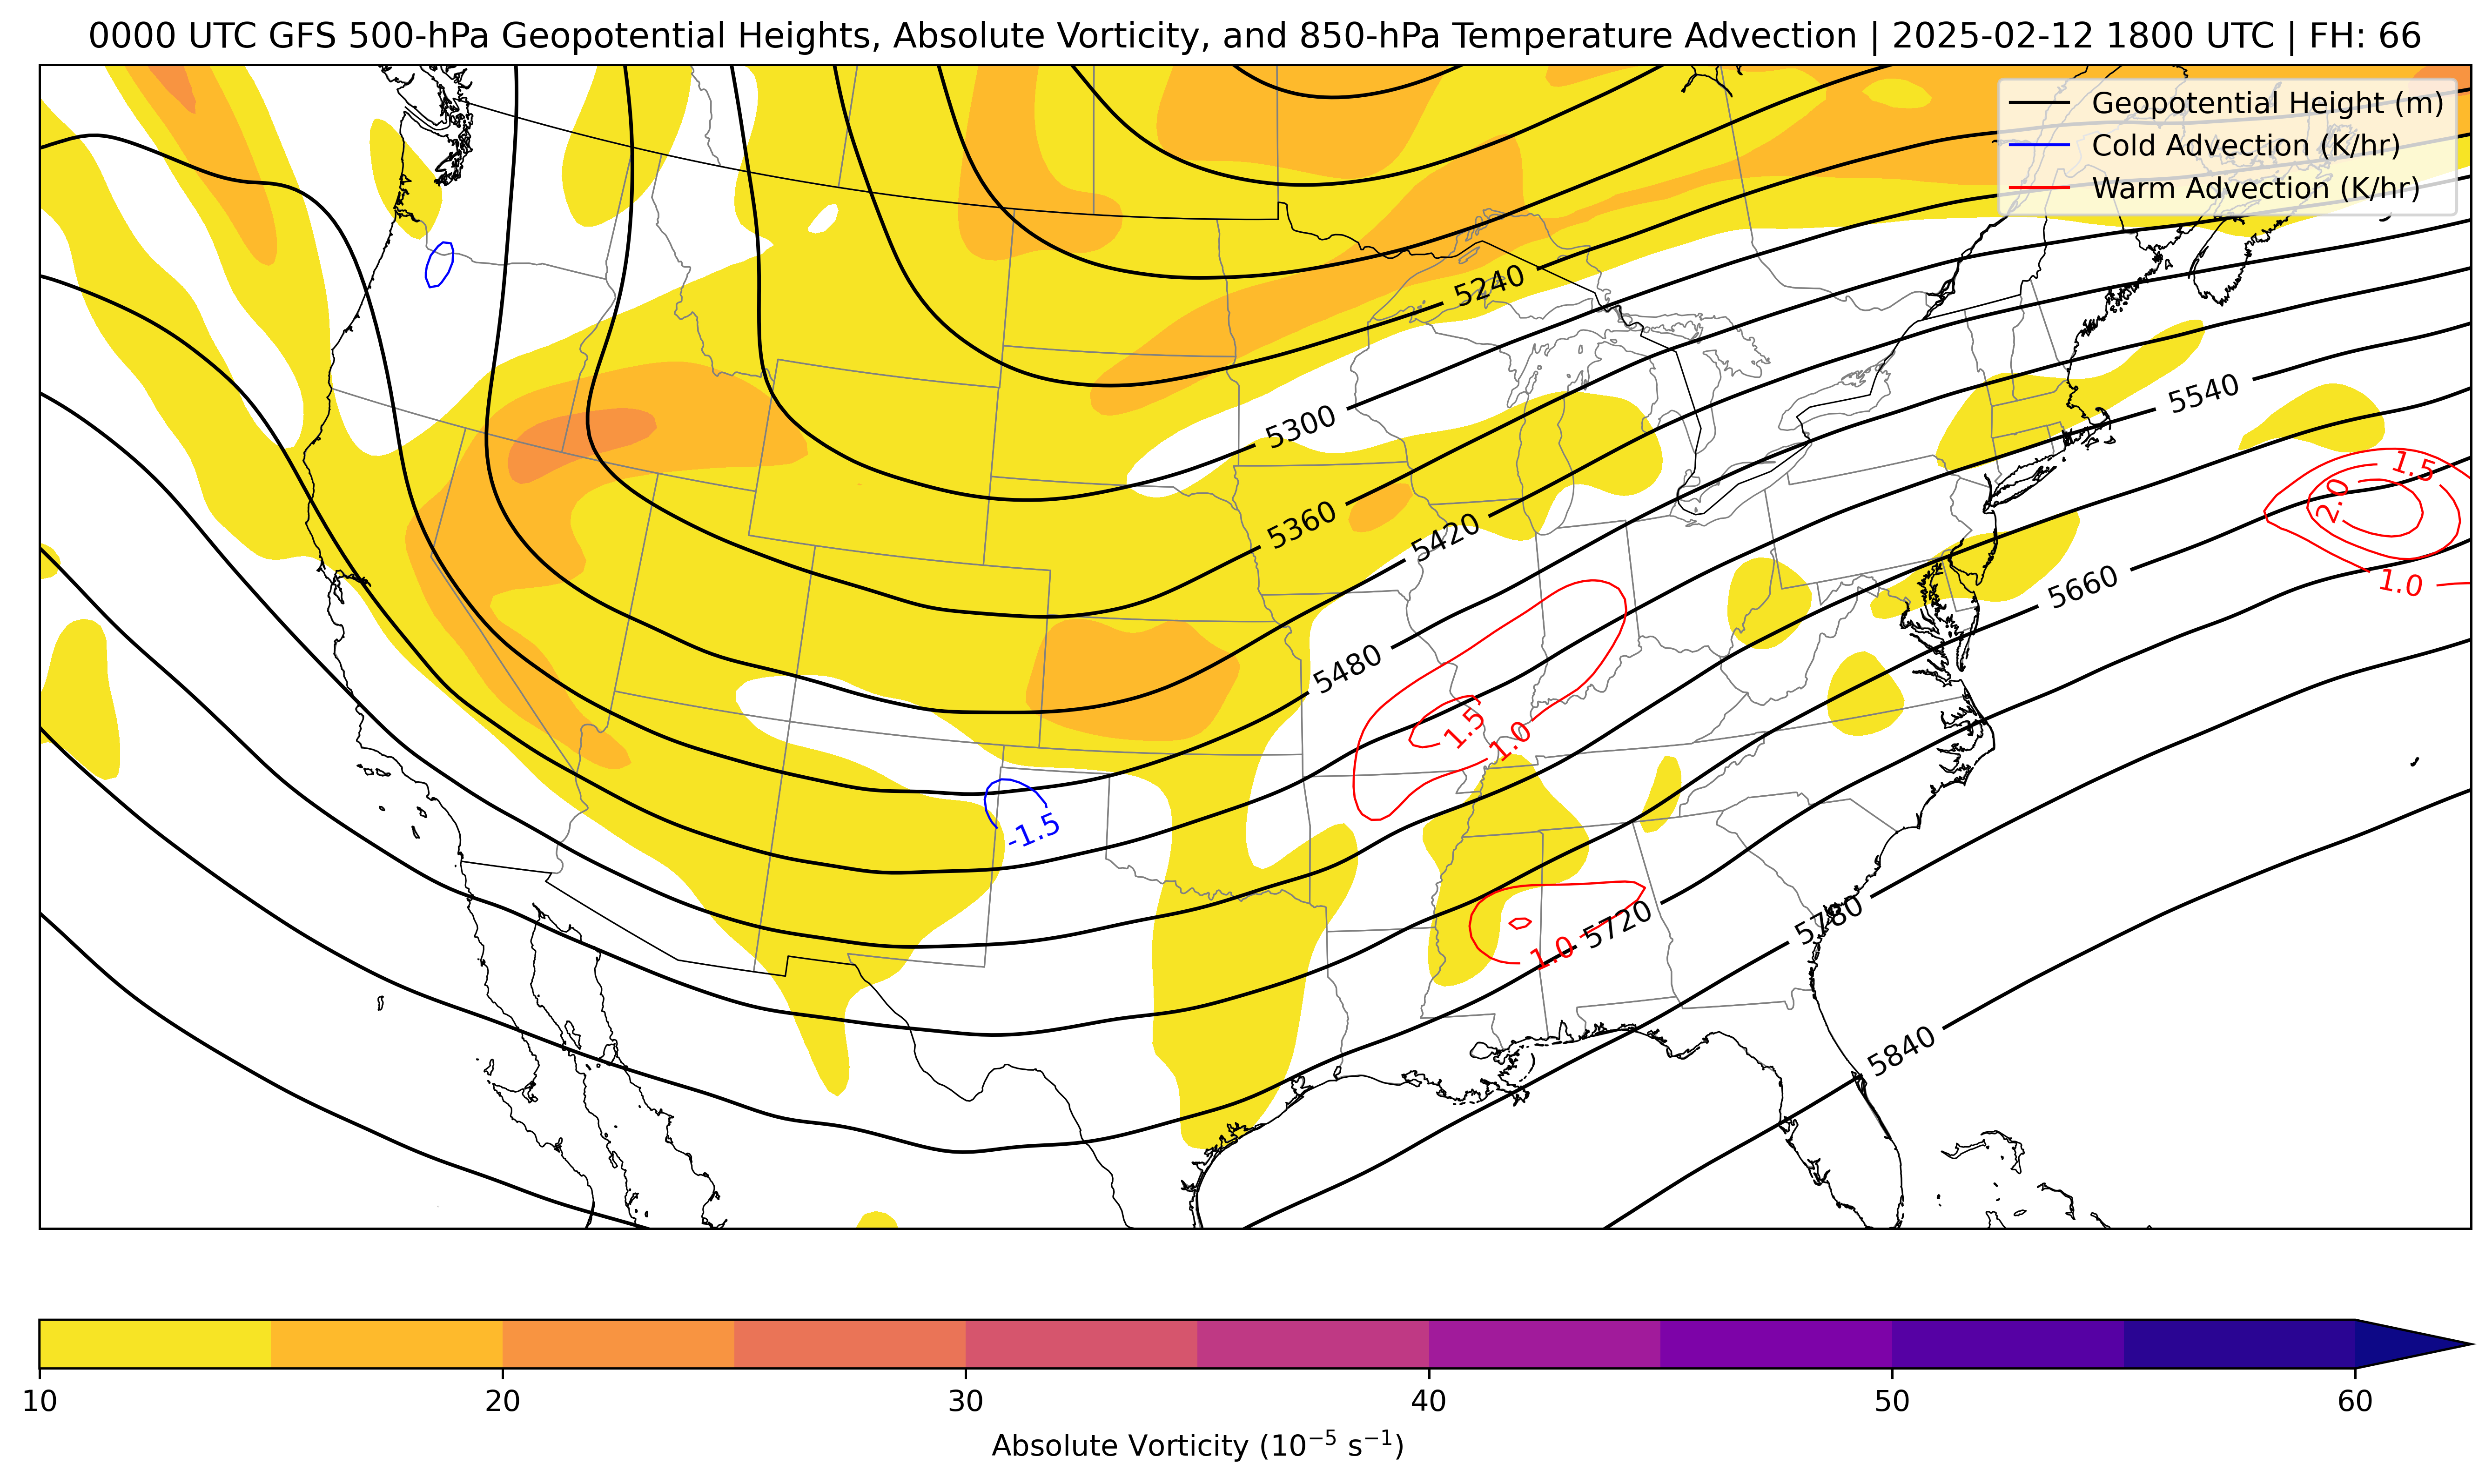 0000 UTC GFS 500-hPa Geopotential Heights, Absolute Vorticity, and 850-hPa Temperature Advection | 2025-02-12 1800 UTC | FH: 66
Geopotential Height (m)
Cold Advection (K/hr)
Warm Advection (K/hr)
5240
5300
5540
1.5
2.0
5360
5420
1.0
5660
5480
1.5
1.0
-1.5
5720
5780
1.0
5840
10 20 30 40 50 60
Absolute Vorticity (10⁻⁵ s⁻¹)